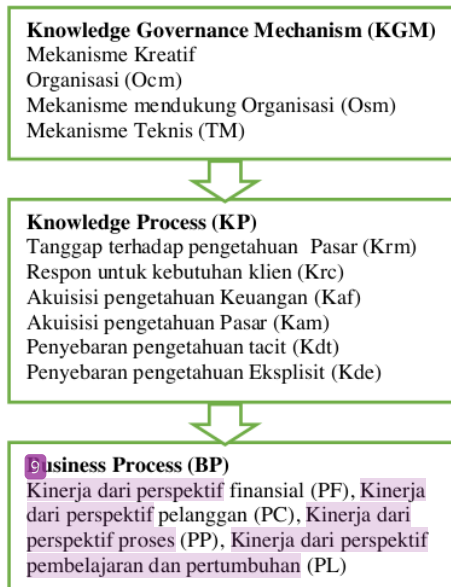 Knowledge Governance Mechanism (KGM)
Mekanisme Kreatif
Organisasi (Ocm)
Mekanisme mendukung Organisasi (Osm)
Mekanisme Teknis (TM)
Knowledge Process (KP)
Tanggap terhadap pengetahuan Pasar (Krm)
Respon untuk kebutuhan klien (Krc)
Akuisisi pengetahuan Keuangan (Kaf)
Akuisisi pengetahuan Pasar (Kam)
Penyebaran pengetahuan tacit (Kdt)
Penyebaran pengetahuan Eksplisit (Kde)
9
usiness Process (BP)
Kinerja dari perspektif finansial (PF), Kinerja
dari perspektif pelanggan (PC), Kinerja dari
perspektif proses (PP), Kinerja dari perspektif
pembelajaran dan pertumbuhan (PL)